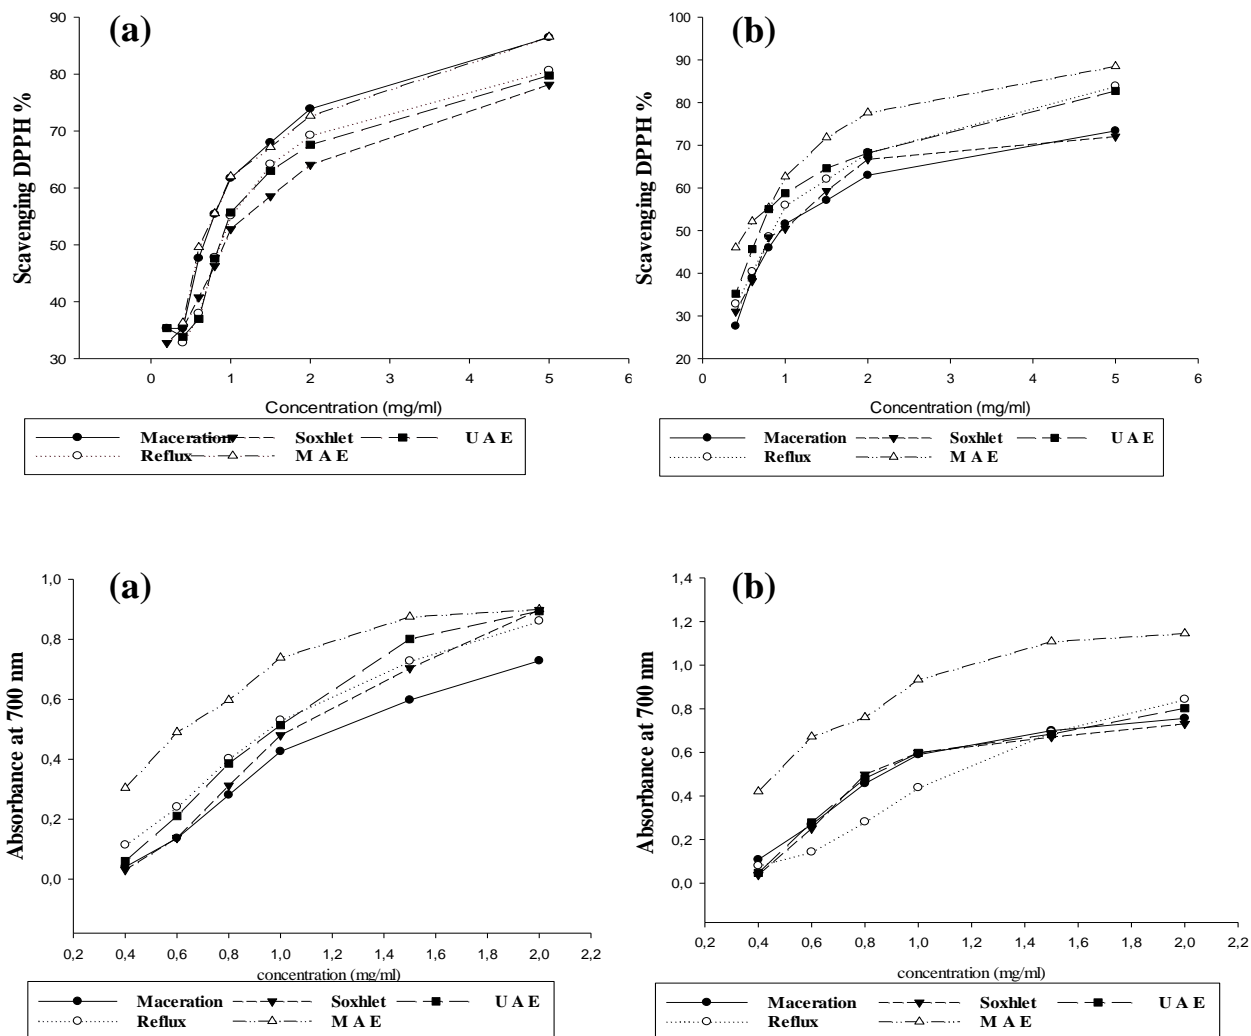 (a)
90
80
70
60
50
40
30
Scavenging DPPH %
0 1 2 3 4 5 6
Concentration (mg/ml)
Maceration Soxhlet U A E
Reflux M A E
(b)
100
90
80
70
60
50
40
30
20
Scavenging DPPH %
0 1 2 3 4 5 6
Concentration (mg/ml)
Maceration Soxhlet U A E
Reflux M A E
(a)
1,0
0,8
0,6
0,4
0,2
0,0
Absorbance at 700 nm
0,2 0,4 0,6 0,8 1,0 1,2 1,4 1,6 1,8 2,0 2,2
concentration (mg/ml)
Maceration Soxhlet U A E
Reflux M A E
(b)
1,4
1,2
1,0
0,8
0,6
0,4
0,2
0,0
Absorbance at 700 nm
0,2 0,4 0,6 0,8 1,0 1,2 1,4 1,6 1,8 2,0 2,2
concentration (mg/ml)
Maceration Soxhlet U A E
Reflux M A E